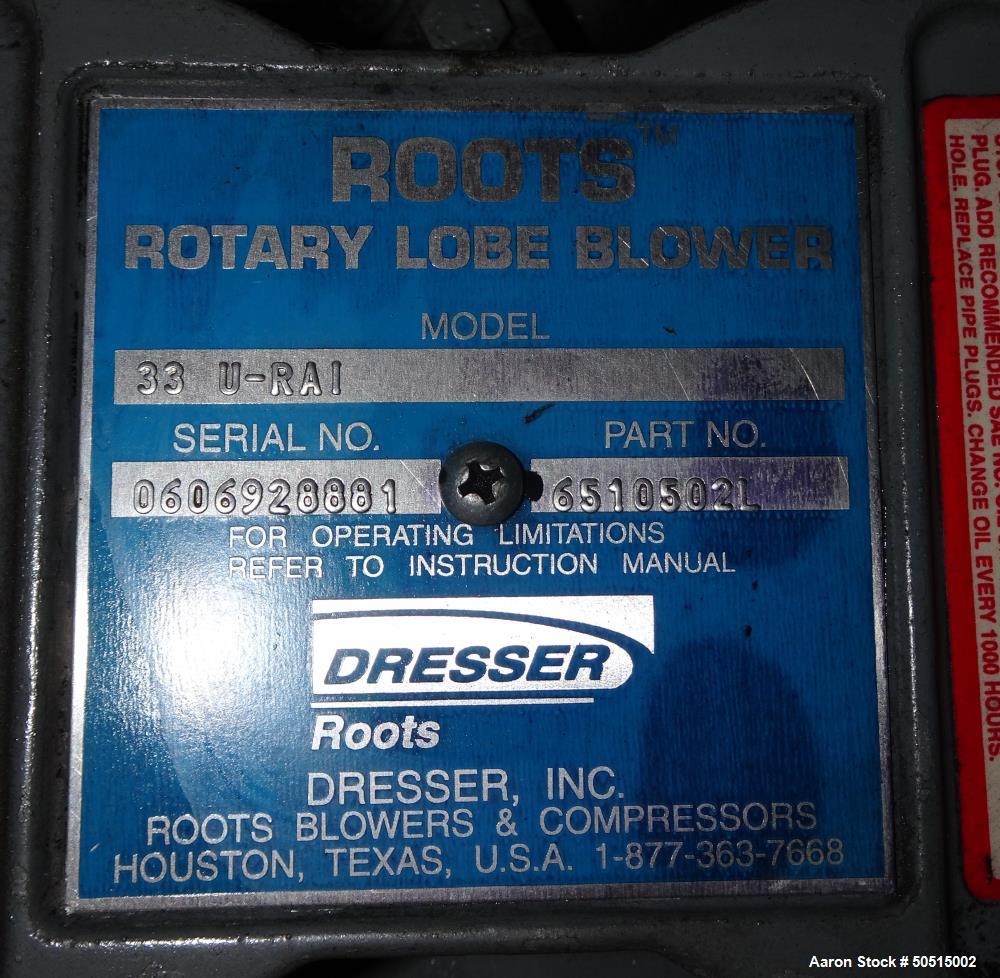 ROOTS™
ROTARY LOBE BLOWER
MODEL
33 U-RAI
SERIAL NO. PART NO.
0606928881 6510502L
FOR OPERATING LIMITATIONS
REFER TO INSTRUCTION MANUAL
DRESSER
Roots
DRESSER, INC.
ROOTS BLOWERS & COMPRESSORS
HOUSTON, TEXAS, U.S.A. 1-877-363-7668
PLUG. ADD RECOMMENDED SAE NO.
HOLE. REPLACE PIPE PLUGS. CHANGE OIL EVERY 1000 HOURS.
Aaron Stock # 50515002